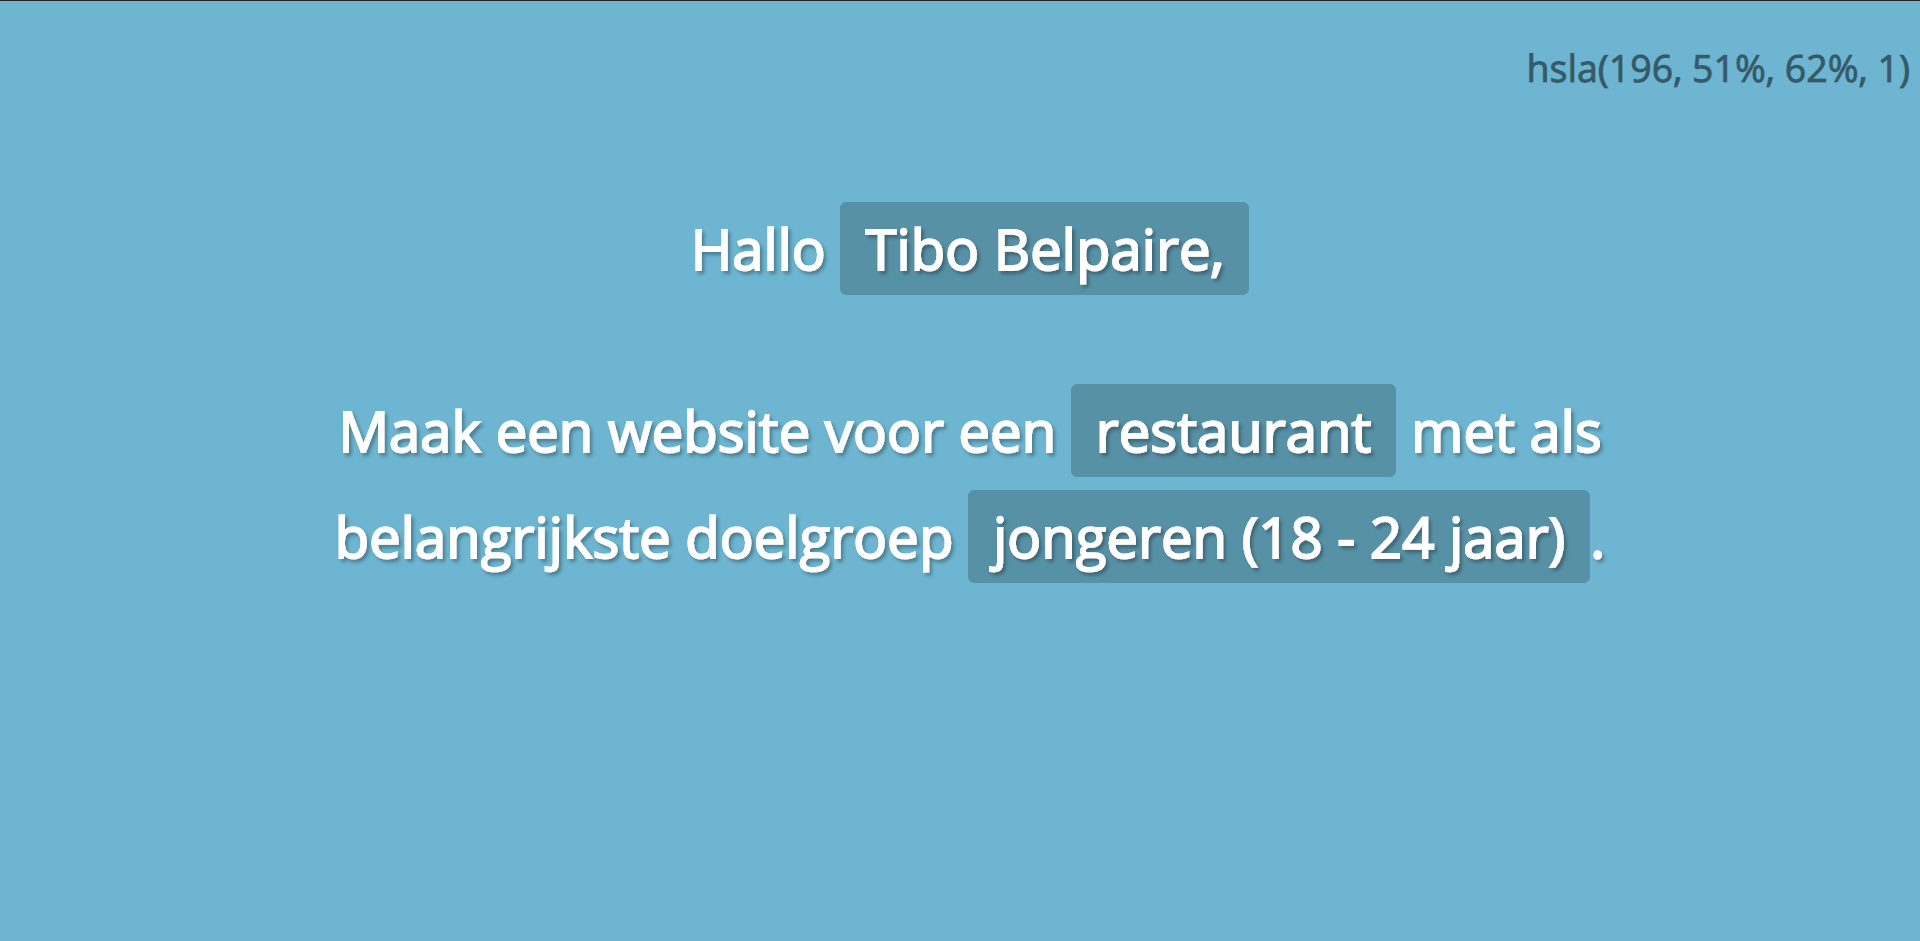 hsla(196, 51%, 62%, 1)
Hallo Tibo Belpaire,
Maak een website voor een restaurant met als
belangrijkste doelgroep jongeren (18 - 24 jaar) .